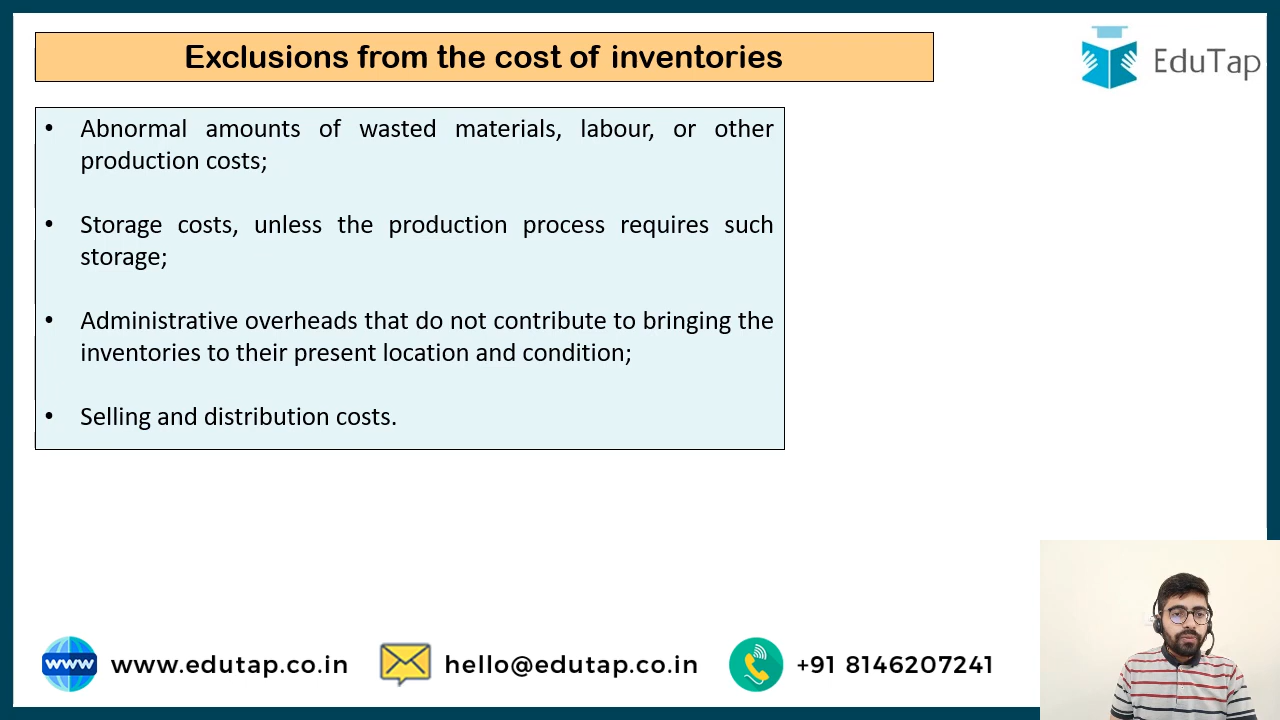 Exclusions from the cost of inventories
EduTap
• Abnormal amounts of wasted materials, labour, or other
production costs;
• Storage costs, unless the production process requires such
storage;
• Administrative overheads that do not contribute to bringing the
inventories to their present location and condition;
• Selling and distribution costs.
www www.edutap.co.in hello@edutap.co.in +91 8146207241